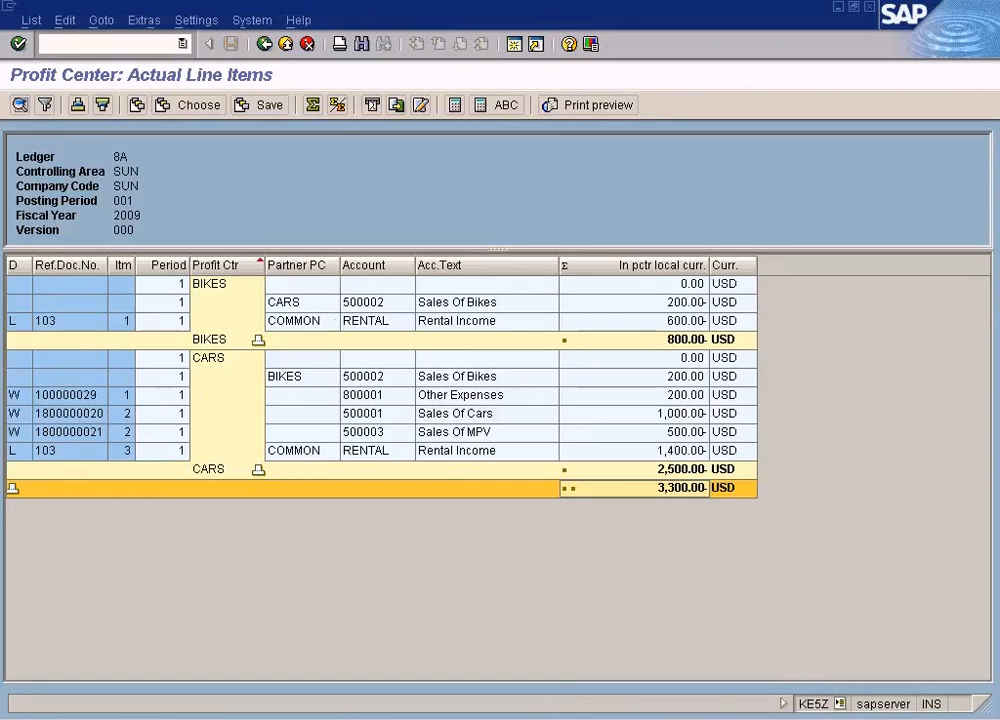 List Edit Goto Extras Settings System Help
SAP
Profit Center: Actual Line Items
Choose Save ABC Print preview
Ledger 8A
Controlling Area SUN
Company Code SUN
Posting Period 001
Fiscal Year 2009
Version 000
D Ref.Doc.No. Itm Period Profit Ctr Partner PC Account Acc.Text Σ In pctr local curr. Curr.
1 BIKES 0.00 USD
1 CARS 500002 Sales Of Bikes 200.00- USD
L 103 1 1 COMMON RENTAL Rental Income 600.00- USD
BIKES 800.00- USD
1 CARS 0.00 USD
1 BIKES 500002 Sales Of Bikes 200.00 USD
W 100000029 1 1 800001 Other Expenses 200.00 USD
W 1800000020 2 1 500001 Sales Of Cars 1,000.00- USD
W 1800000021 2 1 500003 Sales Of MPV 500.00- USD
L 103 3 1 COMMON RENTAL Rental Income 1,400.00- USD
CARS 2,500.00- USD
3,300.00- USD
KE5Z sapserver INS